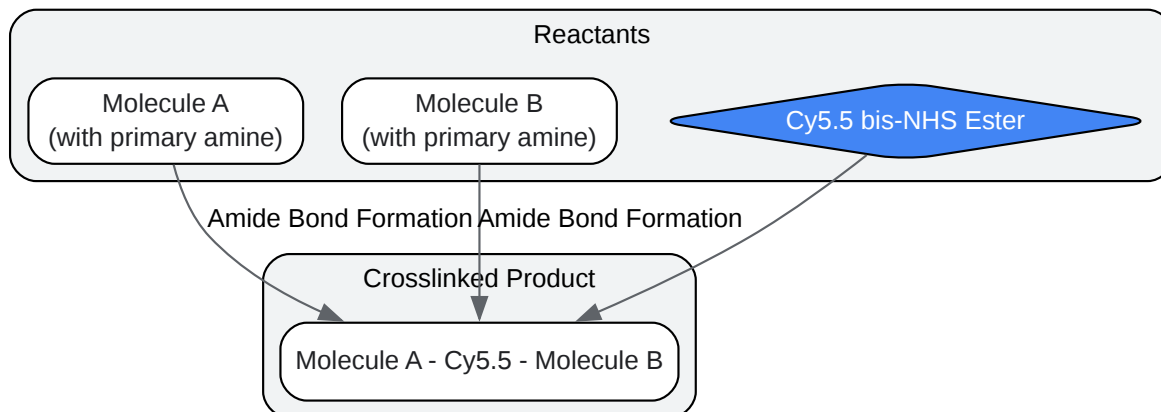 Reactants
Molecule A
(with primary amine)
Molecule B
(with primary amine)
Cy5.5 bis-NHS Ester
Amide Bond Formation
Amide Bond Formation
Crosslinked Product
Molecule A - Cy5.5 - Molecule B